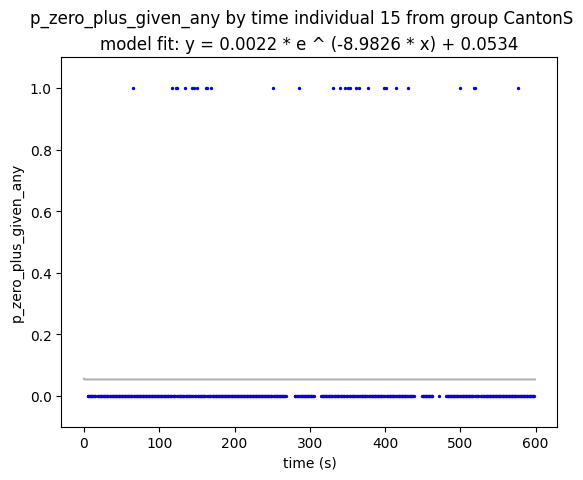 p_zero_plus_given_any by time individual 15 from group CantonS
model fit: y = 0.0022 * e ^ (-8.9826 * x) + 0.0534
1.0
0.8
0.6
0.4
0.2
0.0
p_zero_plus_given_any
0 100 200 300 400 500 600
time (s)